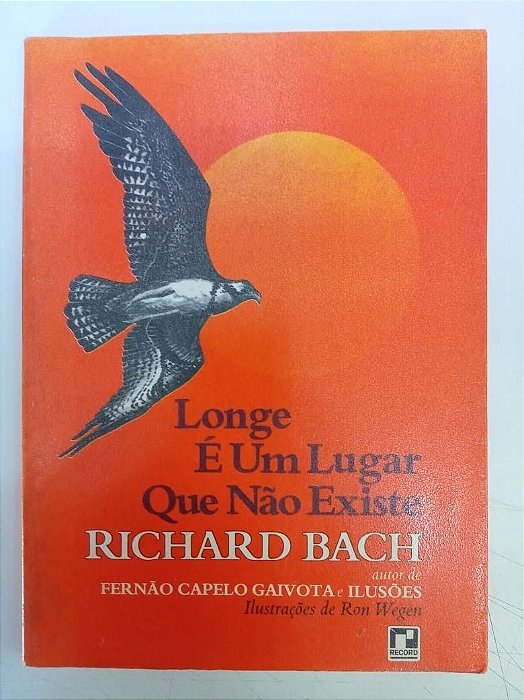 Longe
É Um Lugar
Que Não Existe
RICHARD BACH
autor de
FERNÃO CAPELO GAIVOTA e ILUSÕES
Ilustrações de Ron Wegen
RECORD